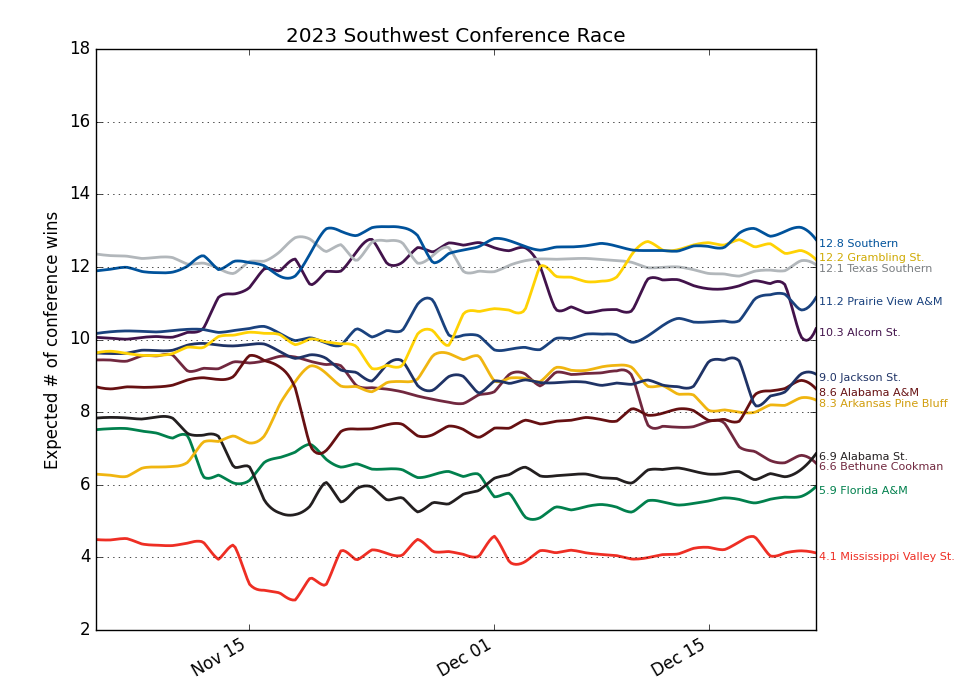 2023 Southwest Conference Race
Expected # of conference wins
18
16
14
12
10
8
6
4
2
Nov 15
Dec 01
Dec 15
12.8 Southern
12.2 Grambling St.
12.1 Texas Southern
11.2 Prairie View A&M
10.3 Alcorn St.
9.0 Jackson St.
8.6 Alabama A&M
8.3 Arkansas Pine Bluff
6.9 Alabama St.
6.6 Bethune Cookman
5.9 Florida A&M
4.1 Mississippi Valley St.